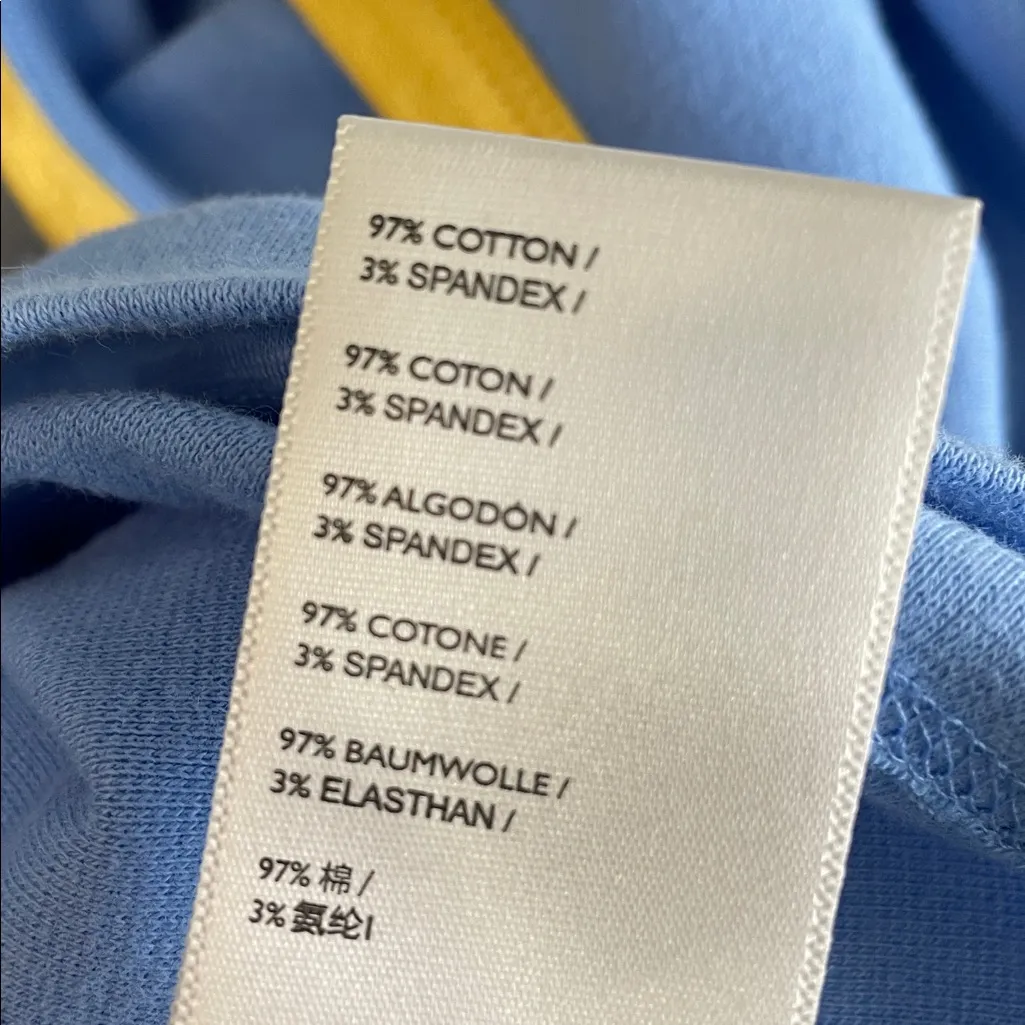 97% COTTON /
3% SPANDEX /
97% COTON /
3% SPANDEX /
97% ALGODÓN /
3% SPANDEX /
97% COTONE /
3% SPANDEX /
97% BAUMWOLLE /
3% ELASTHAN /
97% 棉 /
3% 氨纶/